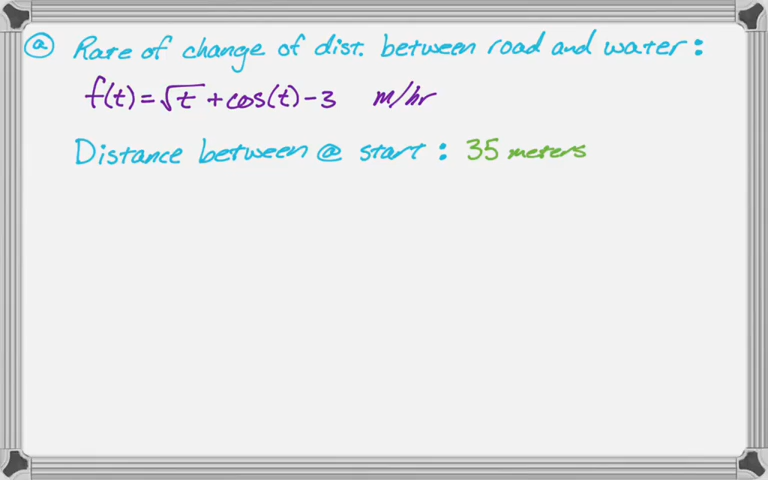 ⓐ Rate of change of dist. between road and water:
f(t) = √t + cos(t) - 3 m/hr
Distance between @ start: 35 meters